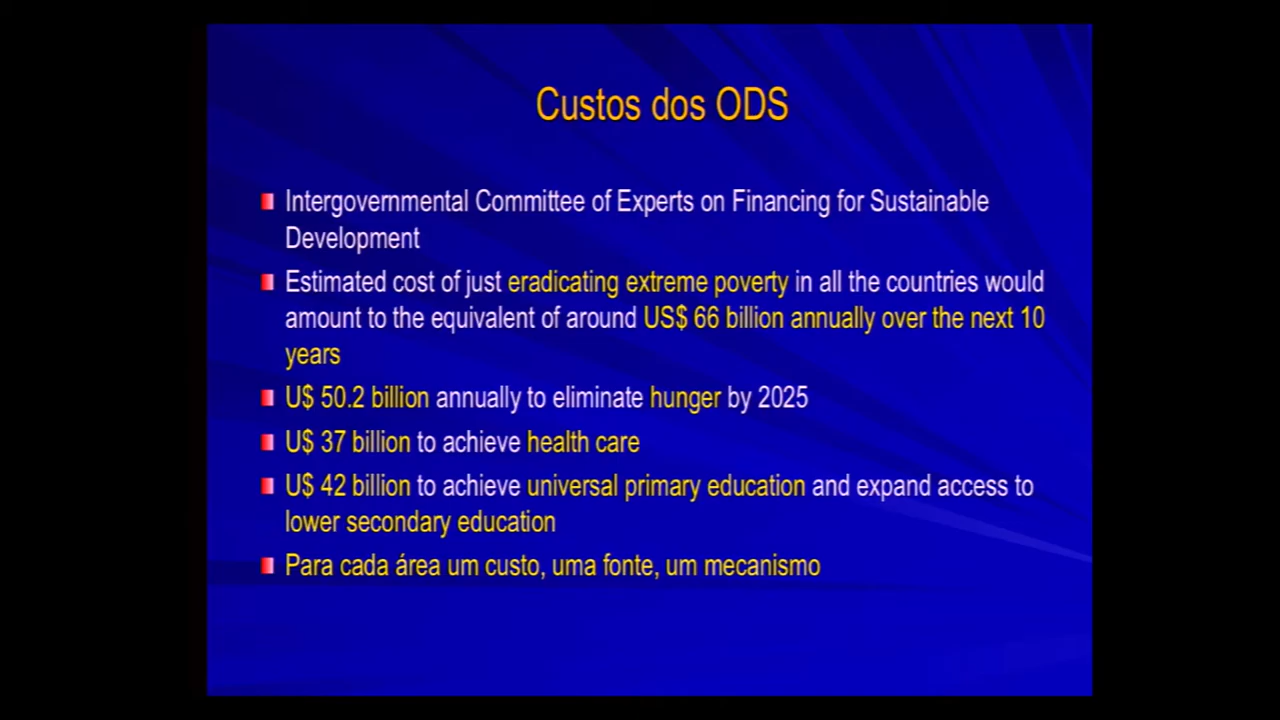 Custos dos ODS
Intergovernmental Committee of Experts on Financing for Sustainable
Development
Estimated cost of just eradicating extreme poverty in all the countries would
amount to the equivalent of around US$ 66 billion annually over the next 10
years
U$ 50.2 billion annually to eliminate hunger by 2025
U$ 37 billion to achieve health care
U$ 42 billion to achieve universal primary education and expand access to
lower secondary education
Para cada área um custo, uma fonte, um mecanismo